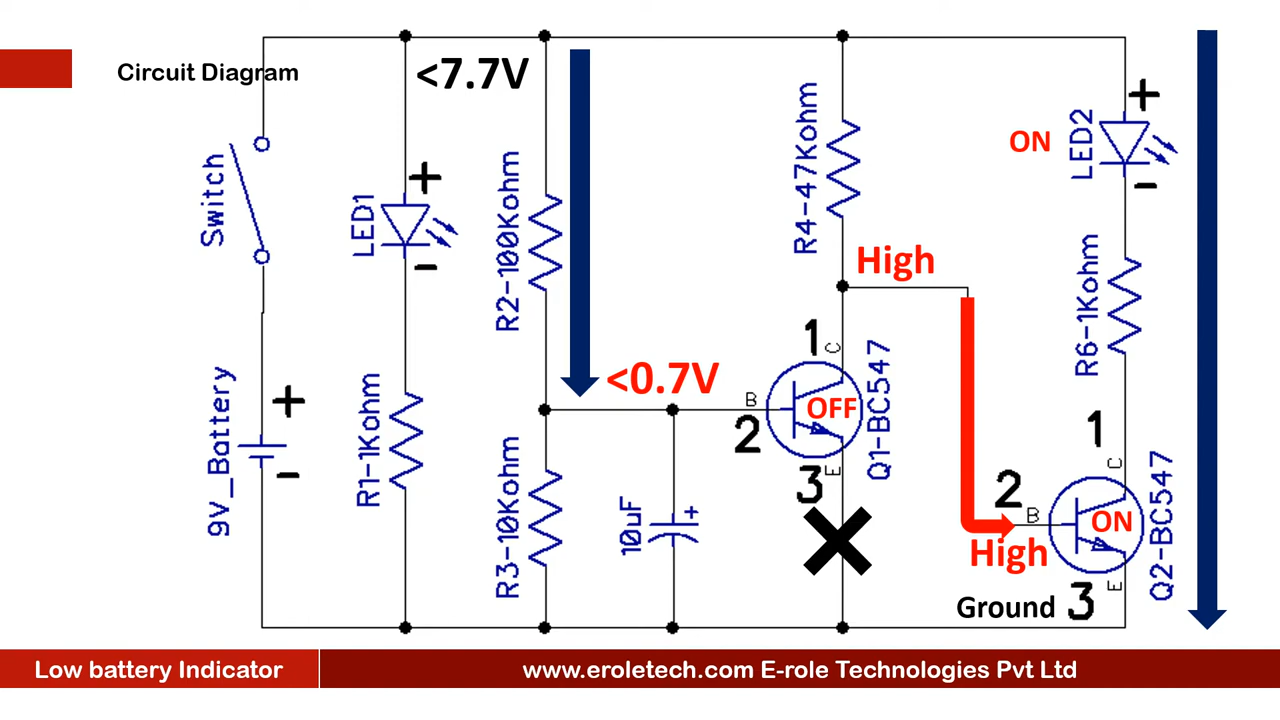 Circuit Diagram
<7.7V
+
ON
LED2
-
Switch
LED1
+
-
R2-100Kohm
R4-47Kohm
High
R6-1Kohm
9V_Battery
+
-
R1-1Kohm
<0.7V
1
C
B
2
OFF
3
E
Q1-BC547
R3-10Kohm
10uF
+
1
C
2
B
ON
High
Ground
3
E
Q2-BC547
Low battery Indicator
www.eroletech.com E-role Technologies Pvt Ltd